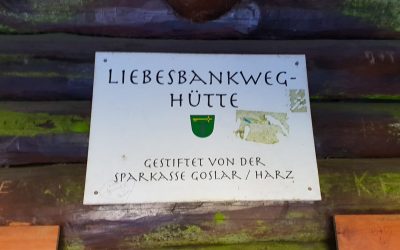 LIEBESBANKWEG-
HÜTTE
GESTIFTET VON DER
SPARKASSE GOSLAR / HARZ